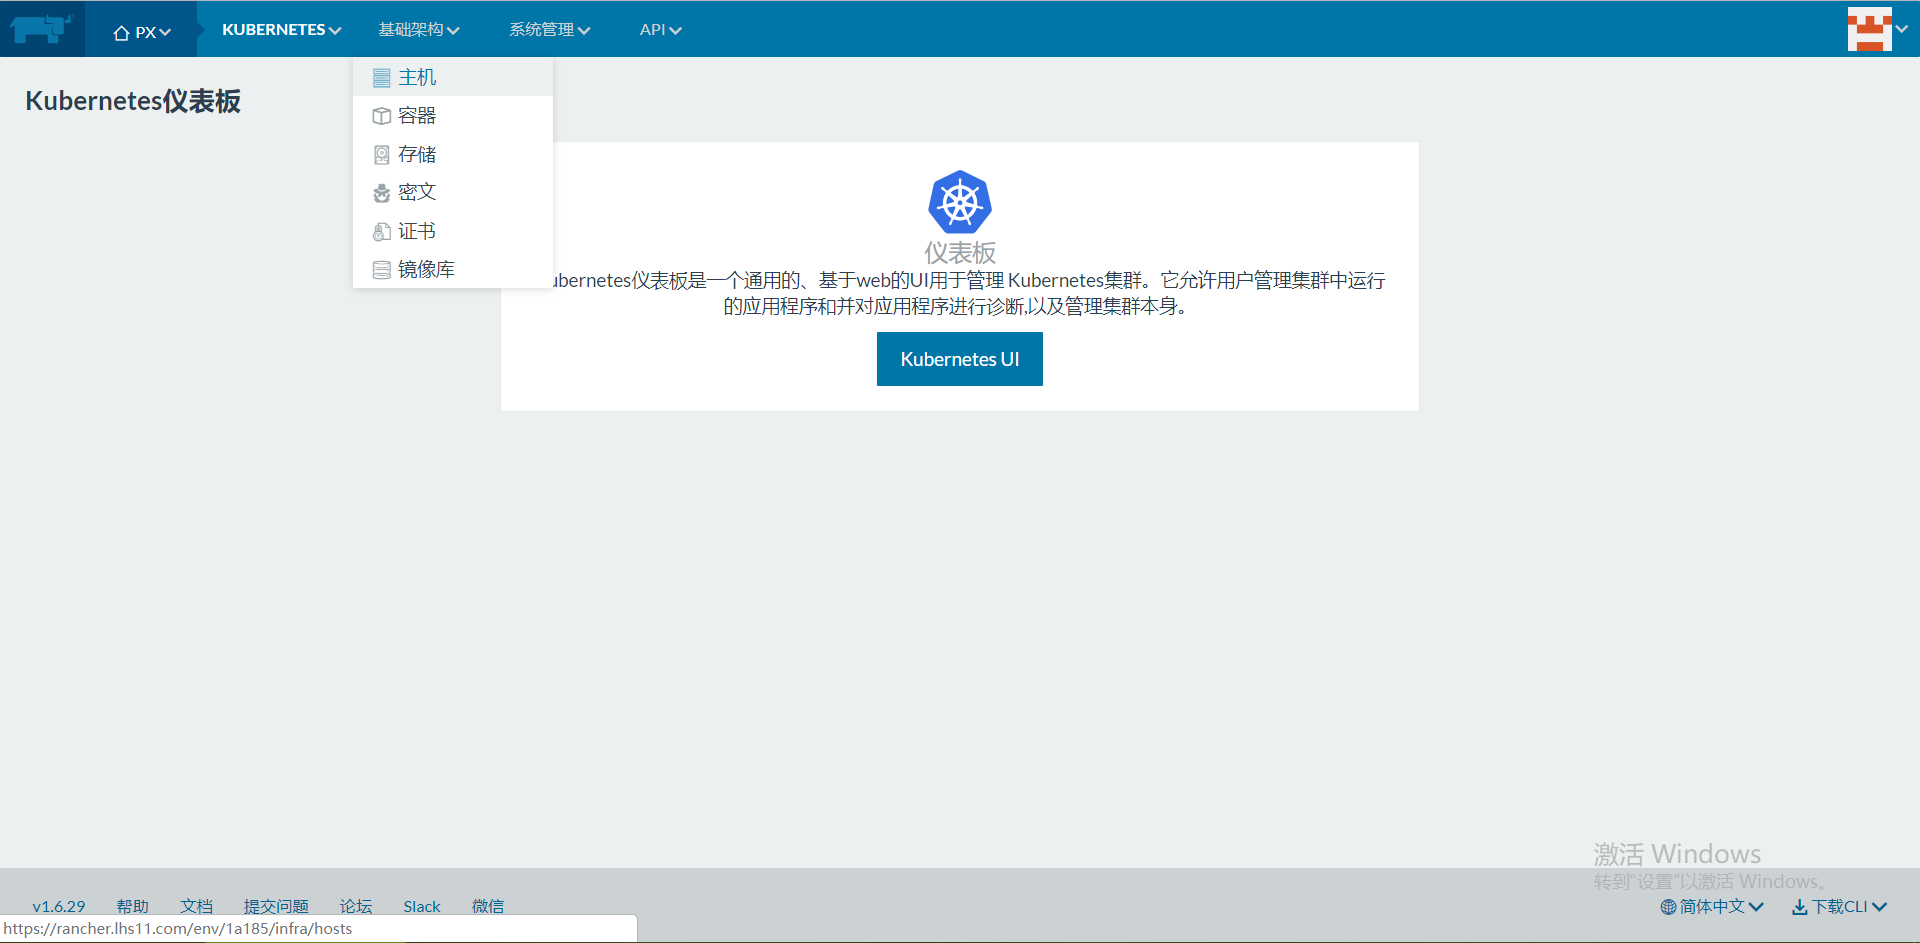 PX
KUBERNETES
基础架构
系统管理
API
主机
容器
存储
密文
证书
镜像库
Kubernetes仪表板
仪表板
ubernetes仪表板是一个通用的、基于web的UI用于管理 Kubernetes集群。它允许用户管理集群中运行
的应用程序和并对应用程序进行诊断,以及管理集群本身。
Kubernetes UI
激活 Windows
转到"设置"以激活 Windows。
v1.6.29
帮助
文档
提交问题
论坛
Slack
微信
简体中文
下载CLI
https://rancher.lhs11.com/env/1a185/infra/hosts